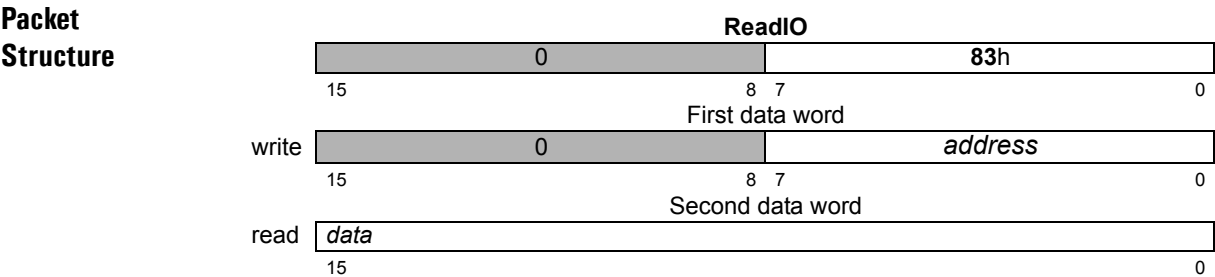 Packet
Structure
ReadIO
0 83h
15 8 7 0
First data word
write 0 address
15 8 7 0
Second data word
read data
15 0